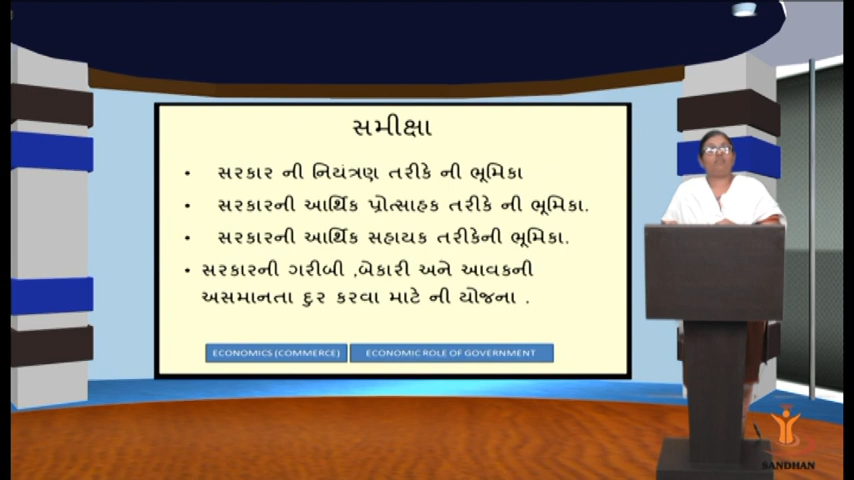 સમીક્ષા
• સરકાર ની નિયંત્રણ તરીકે ની ભૂમિકા
• સરકારની આર્થિક પ્રોત્સાહક તરીકે ની ભૂમિકા.
• સરકારની આર્થિક સહાયક તરીકેની ભૂમિકા.
• સરકારની ગરીબી ,બેકારી અને આવકની
અસમાનતા દુર કરવા માટે ની યોજના .
ECONOMICS (COMMERCE) ECONOMIC ROLE OF GOVERNMENT
SANDHAN